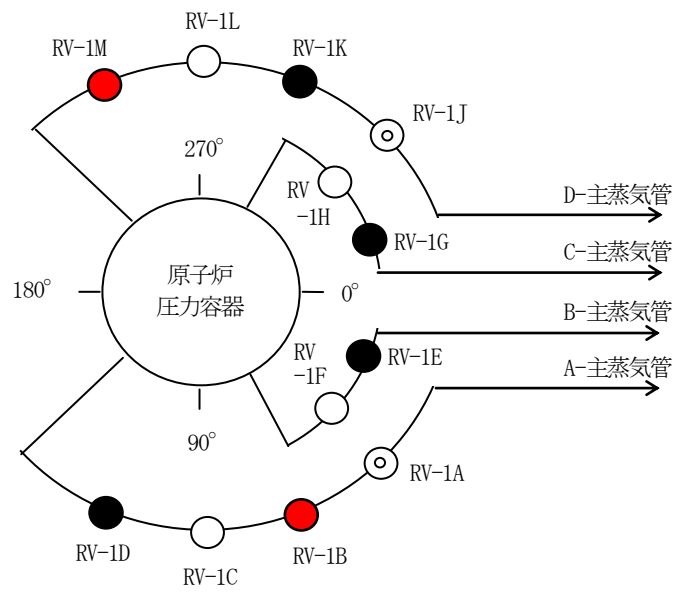 RV-1L
RV-1M
RV-1K
RV-1J
270°
RV
-1H
D-主蒸気管
RV-1G
C-主蒸気管
原子炉
圧力容器
180°
0°
B-主蒸気管
RV
-1F
RV-1E
A-主蒸気管
90°
RV-1A
RV-1D
RV-1B
RV-1C